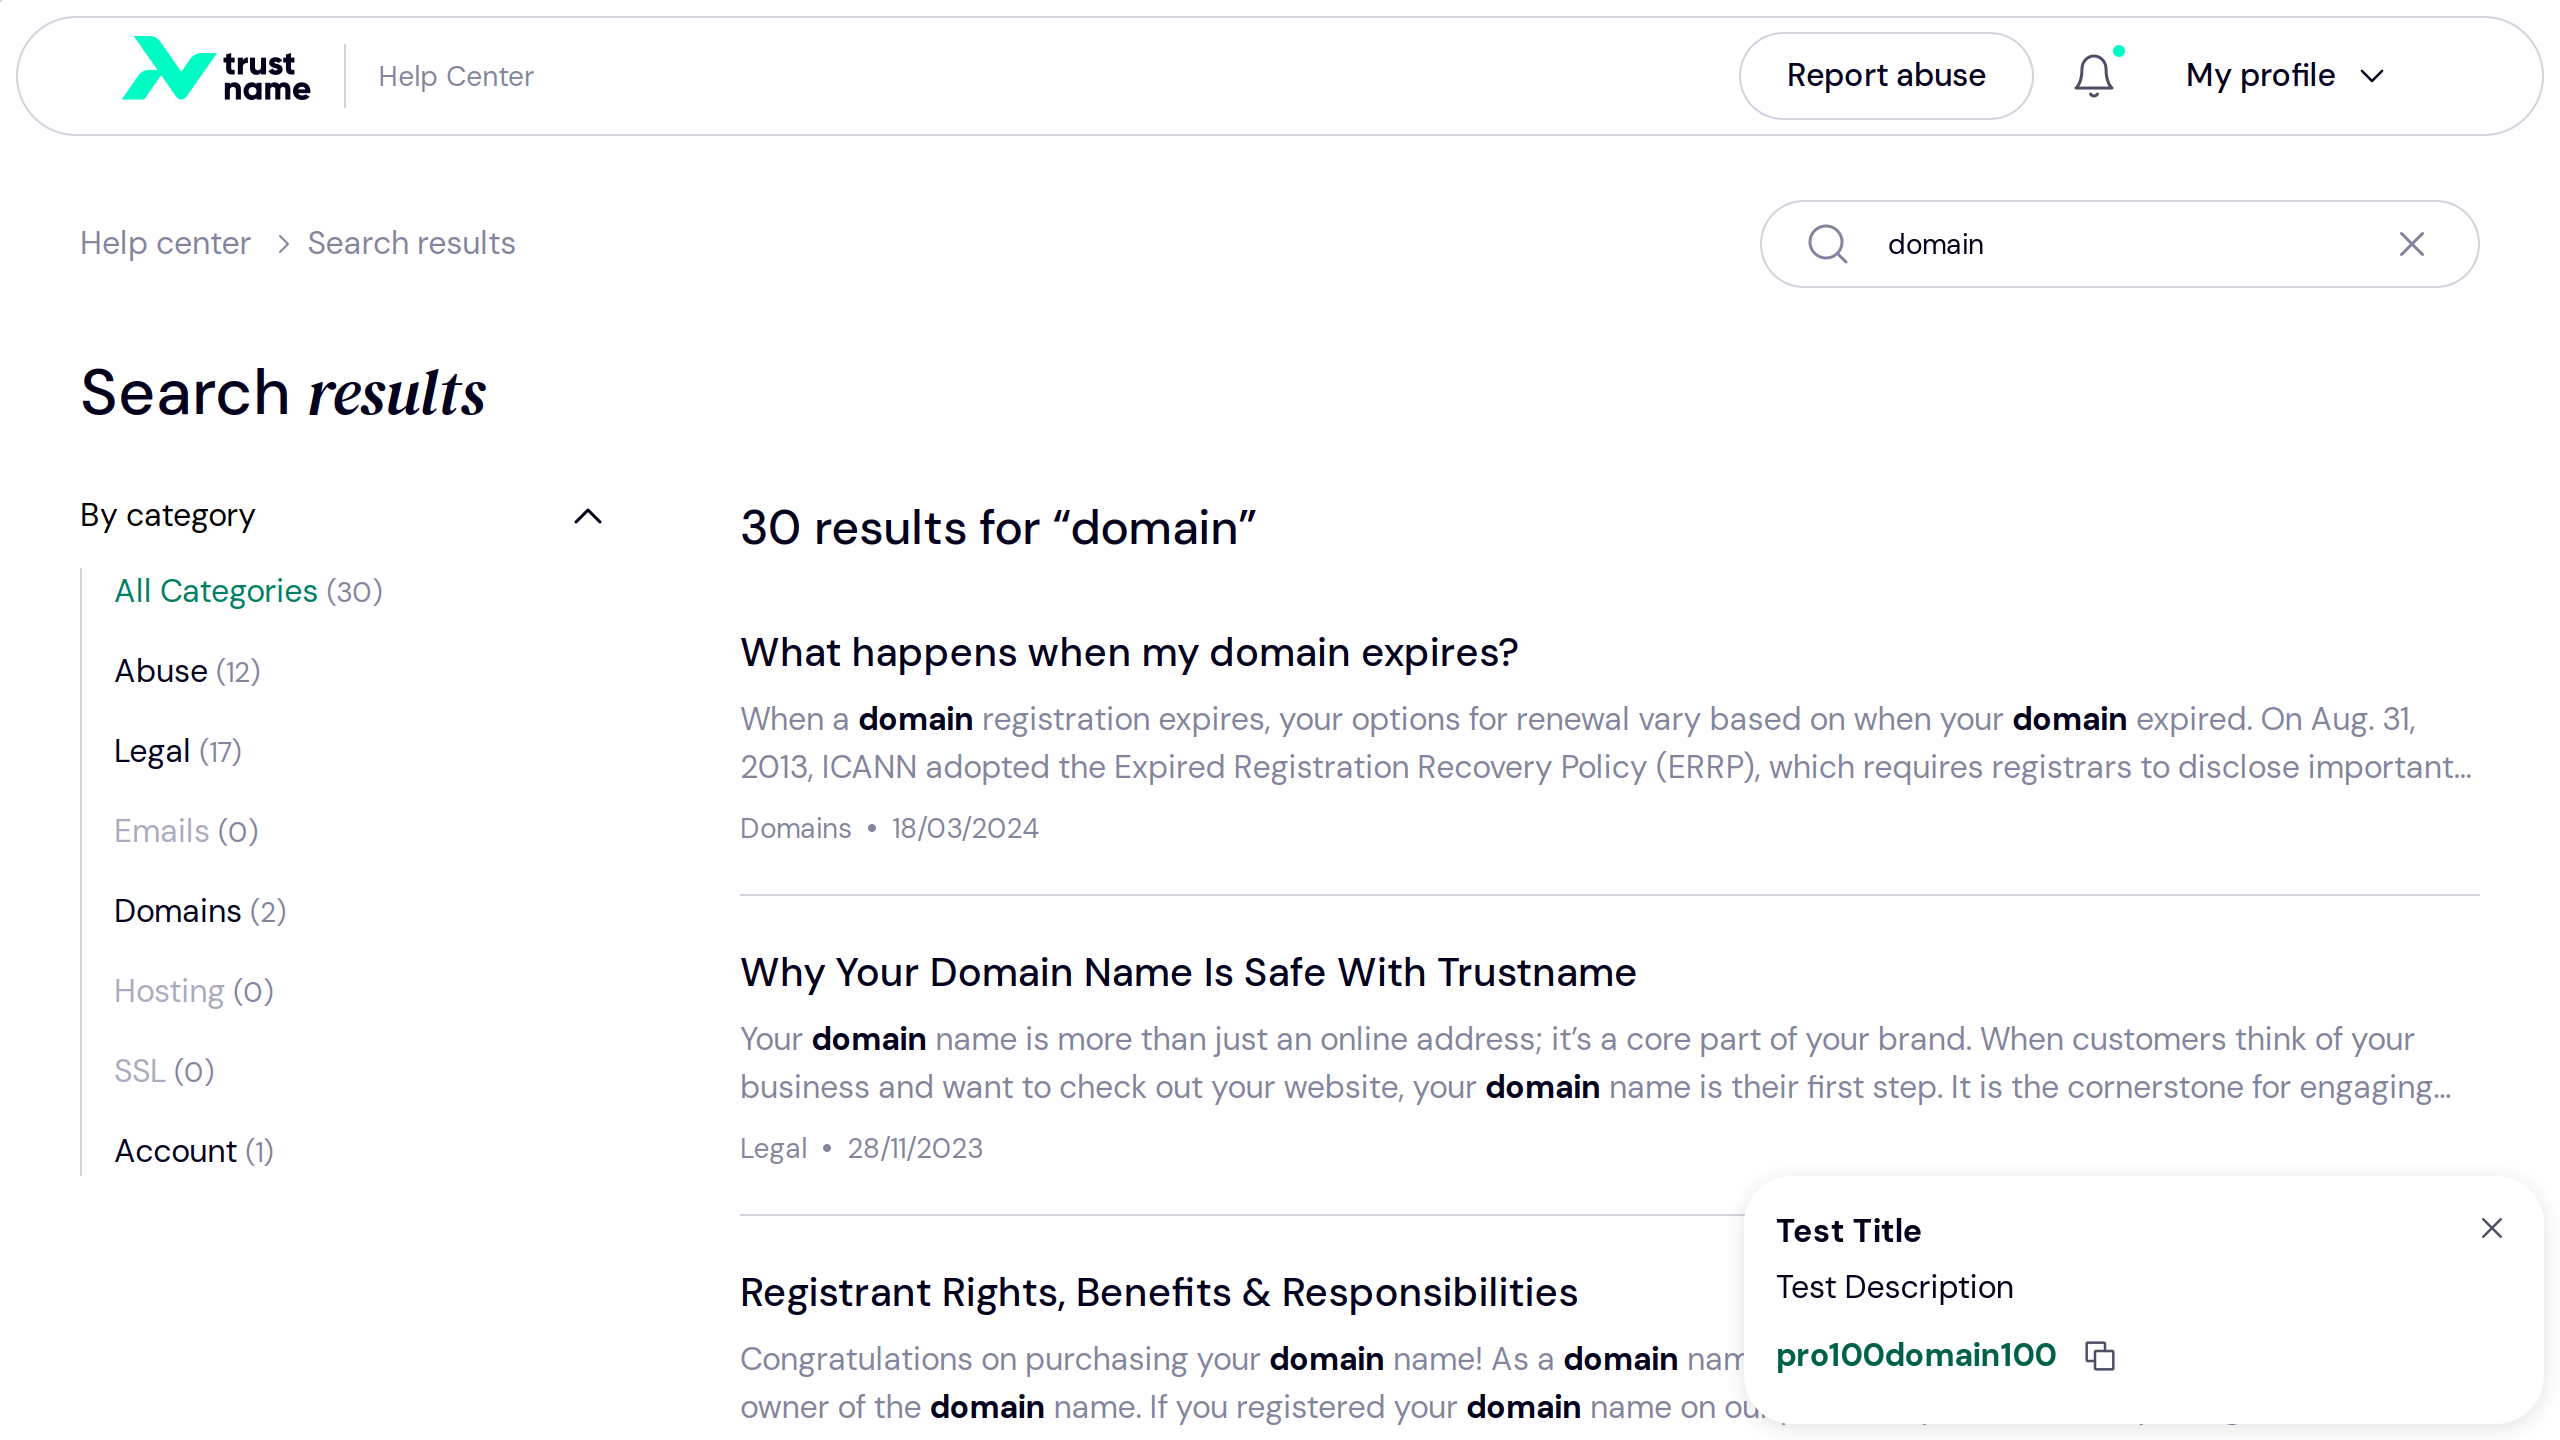 trust
name
Help Center
Report abuse
My profile
Help center
Search results
domain
Search results
By category
All Categories (30)
Abuse (12)
Legal (17)
Emails (0)
Domains (2)
Hosting (0)
SSL (0)
Account (1)
30 results for “domain”
What happens when my domain expires?
When a domain registration expires, your options for renewal vary based on when your domain expired. On Aug. 31,
2013, ICANN adopted the Expired Registration Recovery Policy (ERRP), which requires registrars to disclose important...
Domains • 18/03/2024
Why Your Domain Name Is Safe With Trustname
Your domain name is more than just an online address; it’s a core part of your brand. When customers think of your
business and want to check out your website, your domain name is their first step. It is the cornerstone for engaging...
Legal • 28/11/2023
Registrant Rights, Benefits & Responsibilities
Congratulations on purchasing your domain name! As a domain
owner of the domain name. If you registered your domain name on
Test Title
Test Description
pro100domain100